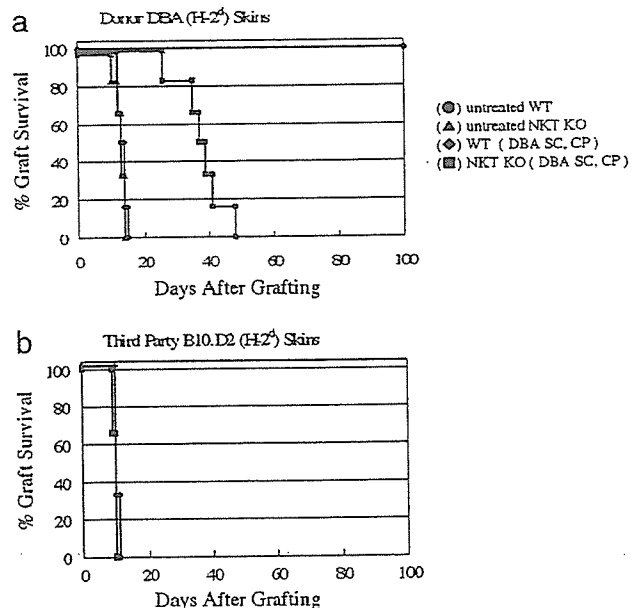 a
Donor DBA (H-2d) Skins
% Graft Survival
100
80
60
40
20
0
0 20 40 60 80 100
Days After Grafting
( ) untreated WT
( ) untreated NKT KO
( ) WT ( DBA SC, CP)
( ) NKT KO ( DBA SC, CP)
b
Third Party B10.D2 (H-2d) Skins
% Graft Survival
100
80
60
40
20
0
0 20 40 60 80 100
Days After Grafting